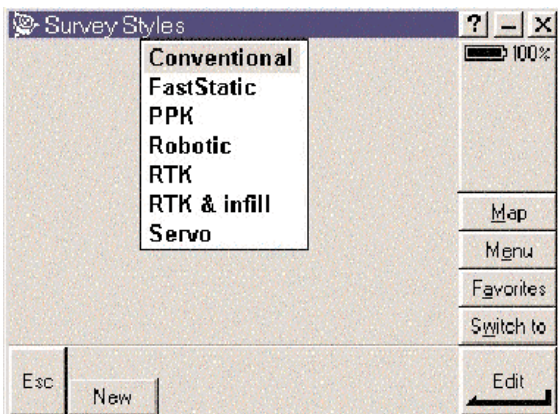 Survey Styles
? – X
100%
Conventional
FastStatic
PPK
Robotic
RTK
RTK & infill
Servo
Map
Menu
Favorites
Switch to
Esc
New
Edit